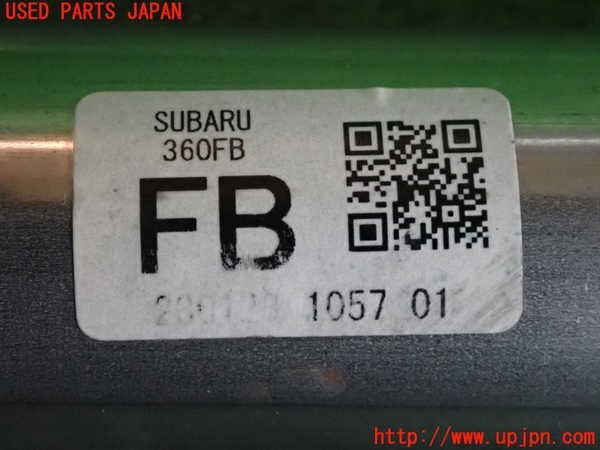 USED PARTS JAPAN
SUBARU
360FB
FB
1057 01
http://www.upjpn.com/